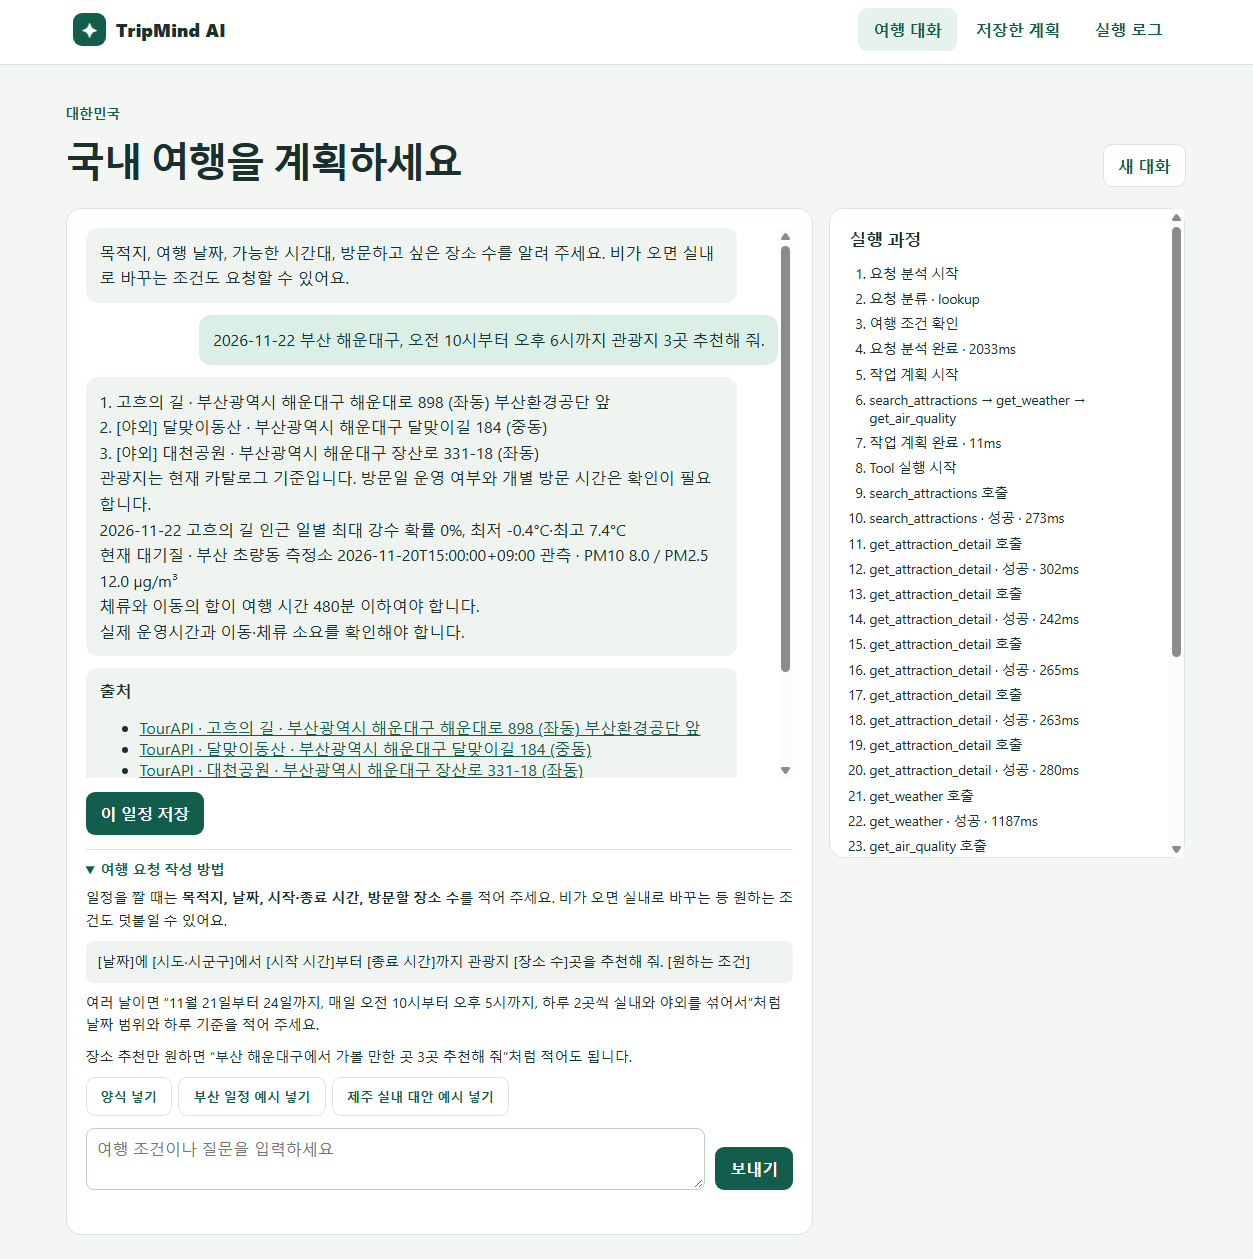 TripMind AI
여행 대화
저장한 계획
실행 로그
대한민국
국내 여행을 계획하세요
새 대화
목적지, 여행 날짜, 가능한 시간대, 방문하고 싶은 장소 수를 알려 주세요. 비가 오면 실내
로 바꾸는 조건도 요청할 수 있어요.
2026-11-22 부산 해운대구, 오전 10시부터 오후 6시까지 관광지 3곳 추천해 줘.
1. 고흐의 길 · 부산광역시 해운대구 해운대로 898 (좌동) 부산환경공단 앞
2. [야외] 달맞이동산 · 부산광역시 해운대구 달맞이길 184 (중동)
3. [야외] 대천공원 · 부산광역시 해운대구 장산로 331-18 (좌동)
관광지는 현재 카탈로그 기준입니다. 방문일 운영 여부와 개별 방문 시간은 확인이 필요
합니다.
2026-11-22 고흐의 길 인근 일별 최대 강수 확률 0%, 최저 -0.4°C·최고 7.4°C
현재 대기질 · 부산 초량동 측정소 2026-11-20T15:00:00+09:00 관측 · PM10 8.0 / PM2.5
12.0 µg/m³
체류와 이동의 합이 여행 시간 480분 이하여야 합니다.
실제 운영시간과 이동·체류 소요를 확인해야 합니다.
출처
TourAPI · 고흐의 길 · 부산광역시 해운대구 해운대로 898 (좌동) 부산환경공단 앞
TourAPI · 달맞이동산 · 부산광역시 해운대구 달맞이길 184 (중동)
TourAPI · 대천공원 · 부산광역시 해운대구 장산로 331-18 (좌동)
이 일정 저장
▼ 여행 요청 작성 방법
일정을 짤 때는 목적지, 날짜, 시작·종료 시간, 방문할 장소 수를 적어 주세요. 비가 오면 실내로 바꾸는 등 원하는 조
건도 덧붙일 수 있어요.
[날짜]에 [시도·시군구]에서 [시작 시간]부터 [종료 시간]까지 관광지 [장소 수]곳을 추천해 줘. [원하는 조건]
여러 날이면 “11월 21일부터 24일까지, 매일 오전 10시부터 오후 5시까지, 하루 2곳씩 실내와 야외를 섞어서”처럼
날짜 범위와 하루 기준을 적어 주세요.
장소 추천만 원하면 “부산 해운대구에서 가볼 만한 곳 3곳 추천해 줘”처럼 적어도 됩니다.
양식 넣기
부산 일정 예시 넣기
제주 실내 대안 예시 넣기
여행 조건이나 질문을 입력하세요
보내기
실행 과정
1. 요청 분석 시작
2. 요청 분류 · lookup
3. 여행 조건 확인
4. 요청 분석 완료 · 2033ms
5. 작업 계획 시작
6. search_attractions → get_weather →
get_air_quality
7. 작업 계획 완료 · 11ms
8. Tool 실행 시작
9. search_attractions 호출
10. search_attractions · 성공 · 273ms
11. get_attraction_detail 호출
12. get_attraction_detail · 성공 · 302ms
13. get_attraction_detail 호출
14. get_attraction_detail · 성공 · 242ms
15. get_attraction_detail 호출
16. get_attraction_detail · 성공 · 265ms
17. get_attraction_detail 호출
18. get_attraction_detail · 성공 · 263ms
19. get_attraction_detail 호출
20. get_attraction_detail · 성공 · 280ms
21. get_weather 호출
22. get_weather · 성공 · 1187ms
23. get_air_quality 호출